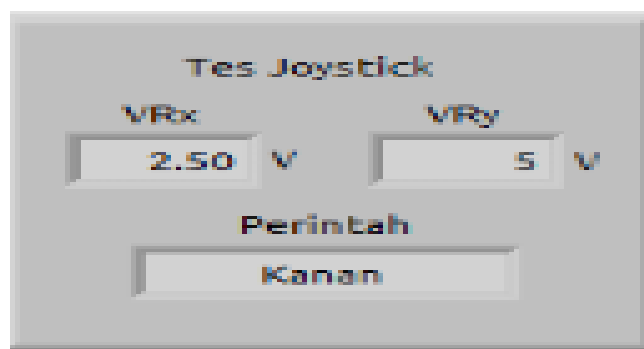 Tes Joystick
VRx VRy
2.50 V 5 V
Perintah
Kanan